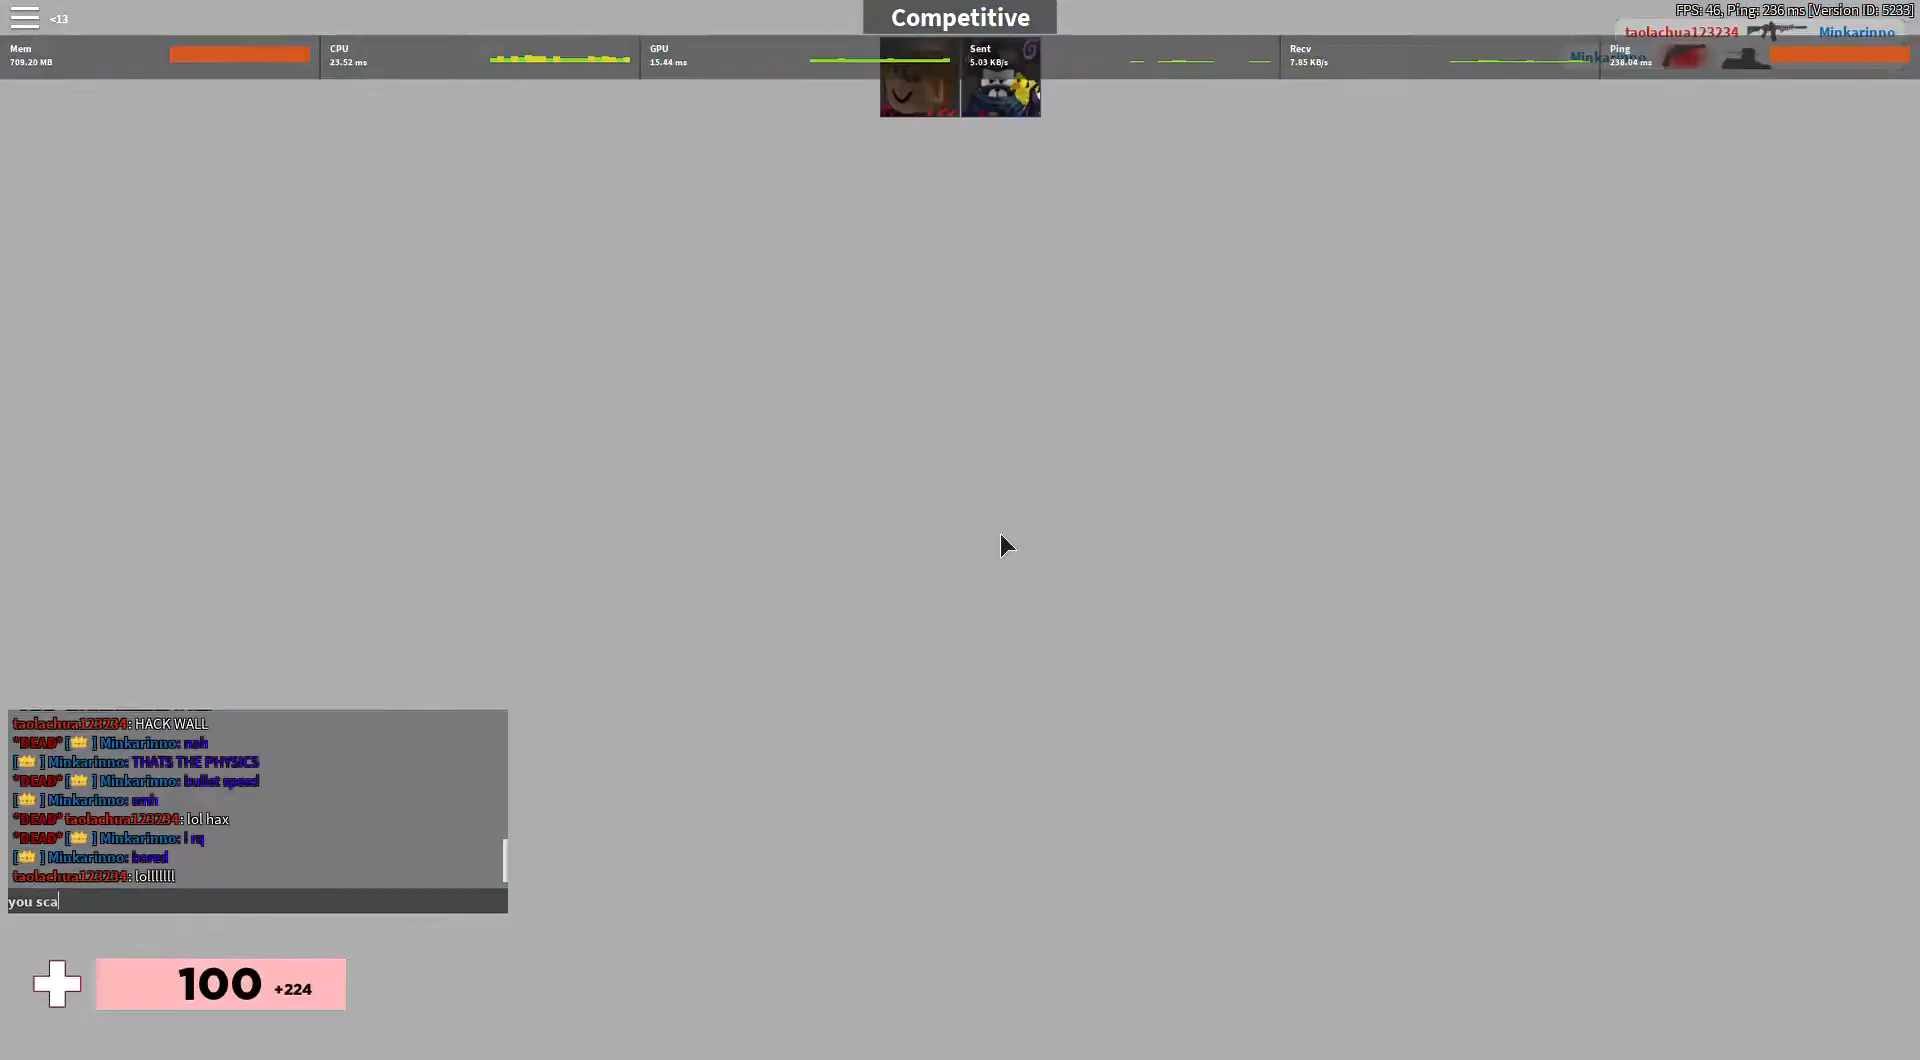 <13
Competitive
FPS: 46, Ping: 236 ms [Version ID: 5233]
taolachua123234 Minkarinno
Mem
709.20 MB
CPU
23.52 ms
GPU
15.44 ms
Sent
5.03 KB/s
Recv
7.85 KB/s
Ping
238.04 ms
taolachua123234: HACK WALL
*DEAD* [👑 ] Minkarinno: nah
[👑 ] Minkarinno: THATS THE PHYSICS
*DEAD* [👑 ] Minkarinno: bullet speed
[👑 ] Minkarinno: smh
*DEAD* taolachua123234: lol hax
*DEAD* [👑 ] Minkarinno: ! rq
[👑 ] Minkarinno: bored
taolachua123234: lolllllll
you sca
100 +224